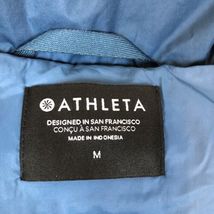 ATHLETA
DESIGNED IN SAN FRANCISCO
CONÇU À SAN FRANCISCO
MADE IN INDONESIA
M